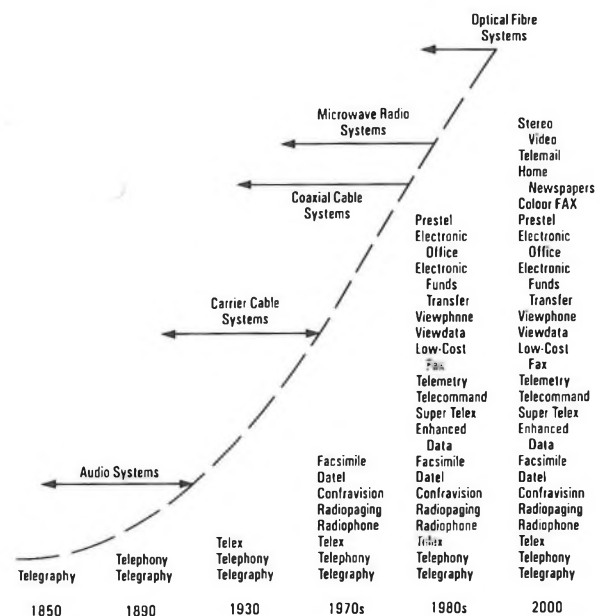 Optical Fibre
Systems
Microwave Radio
Systems
Coaxial Cable
Systems
Carrier Cable
Systems
Audio Systems
Telegraphy
1850
Telephony
Telegraphy
1890
Telex
Telephony
Telegraphy
1930
Facsimile
Datel
Confravision
Radiopaging
Radiophone
Telex
Telephony
Telegraphy
1970s
Prestel
Electronic
Office
Electronic
Funds
Transfer
Viewphone
Viewdata
Low-Cost
Fax
Telemetry
Telecommand
Super Telex
Enhanced
Data
Facsimile
Datel
Confravision
Radiopaging
Radiophone
Telex
Telephony
Telegraphy
1980s
Stereo
Video
Telemail
Home
Newspapers
Colour FAX
Prestel
Electronic
Office
Electronic
Funds
Transfer
Viewphone
Viewdata
Low-Cost
Fax
Telemetry
Telecommand
Super Telex
Enhanced
Data
Facsimile
Datel
Confravision
Radiopaging
Radiophone
Telex
Telephony
Telegraphy
2000